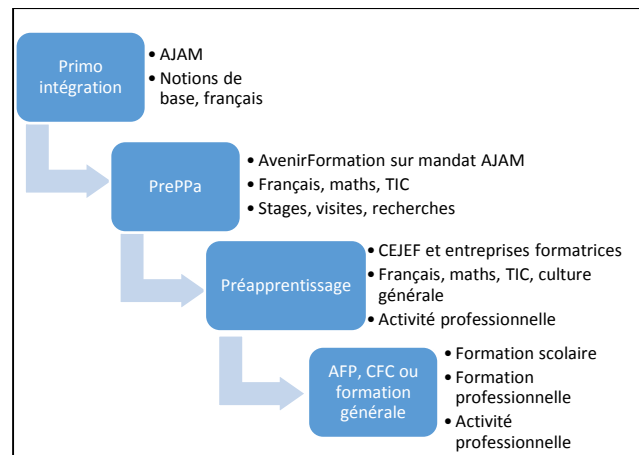 Primo
intégration
• AJAM
• Notions de
base, français
PrePPa
• AvenirFormation sur mandat AJAM
• Français, maths, TIC
• Stages, visites, recherches
Préapprentissage
• CEJEF et entreprises formatrices
• Français, maths, TIC, culture
générale
• Activité professionnelle
AFP, CFC ou
formation
générale
• Formation scolaire
• Formation
professionnelle
• Activité
professionnelle